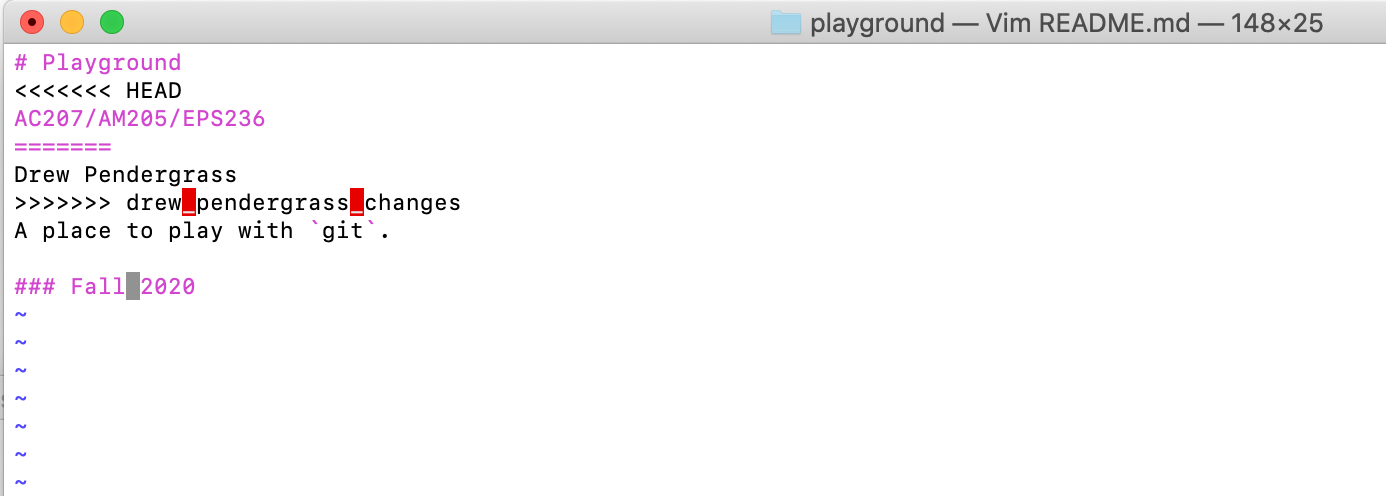 playground — Vim README.md — 148×25
# Playground
<<<<<<< HEAD
AC207/AM205/EPS236
=======
Drew Pendergrass
>>>>>>> drew_pendergrass_changes
A place to play with `git`.
### Fall 2020
~
~
~
~
~
~
~